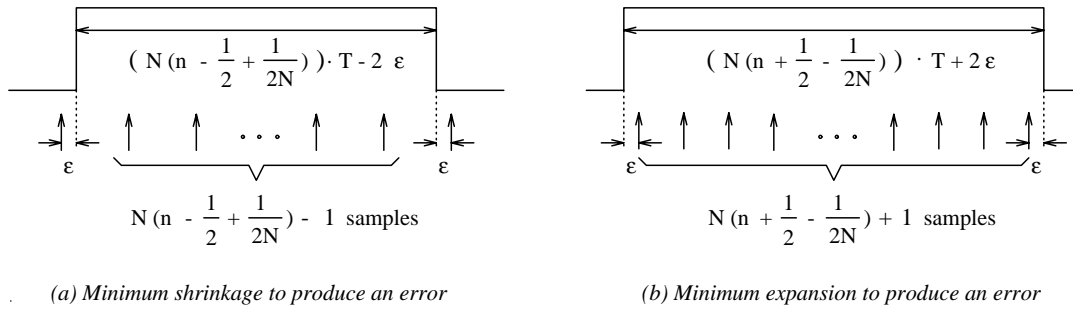 ( N (n - 1/2 + 1/2N) ) · T - 2 ε
ε ε
N (n - 1/2 + 1/2N) - 1 samples
(a) Minimum shrinkage to produce an error
( N (n + 1/2 - 1/2N) ) · T + 2 ε
ε ε
N (n + 1/2 - 1/2N) + 1 samples
(b) Minimum expansion to produce an error